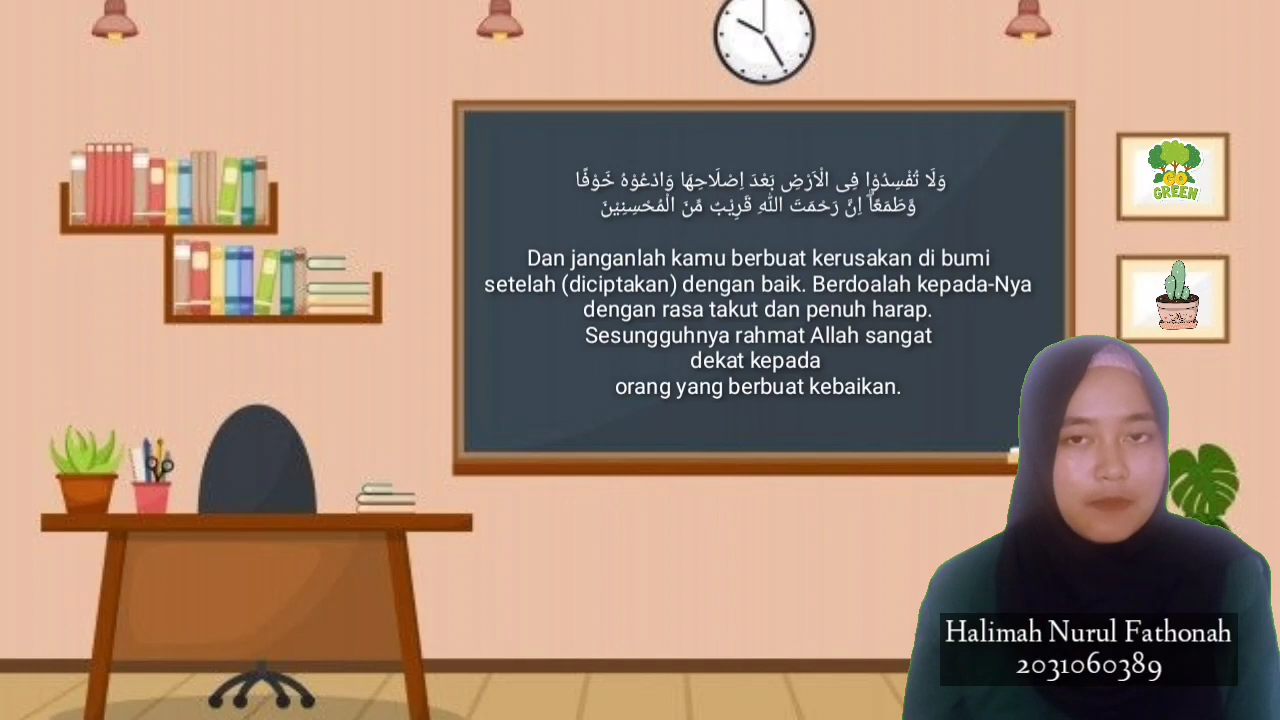 وَلَا تُفْسِدُوْا فِى الْاَرْضِ بَعْدَ اِصْلَاحِهَا وَادْعُوْهُ خَوْفًا
وَّطَمَعًاۗ اِنَّ رَحْمَتَ اللّٰهِ قَرِيْبٌ مِّنَ الْمُحْسِنِيْنَ
Dan janganlah kamu berbuat kerusakan di bumi
setelah (diciptakan) dengan baik. Berdoalah kepada-Nya
dengan rasa takut dan penuh harap.
Sesungguhnya rahmat Allah sangat
dekat kepada
orang yang berbuat kebaikan.
GO
GREEN
Halimah Nurul Fathonah
2031060389